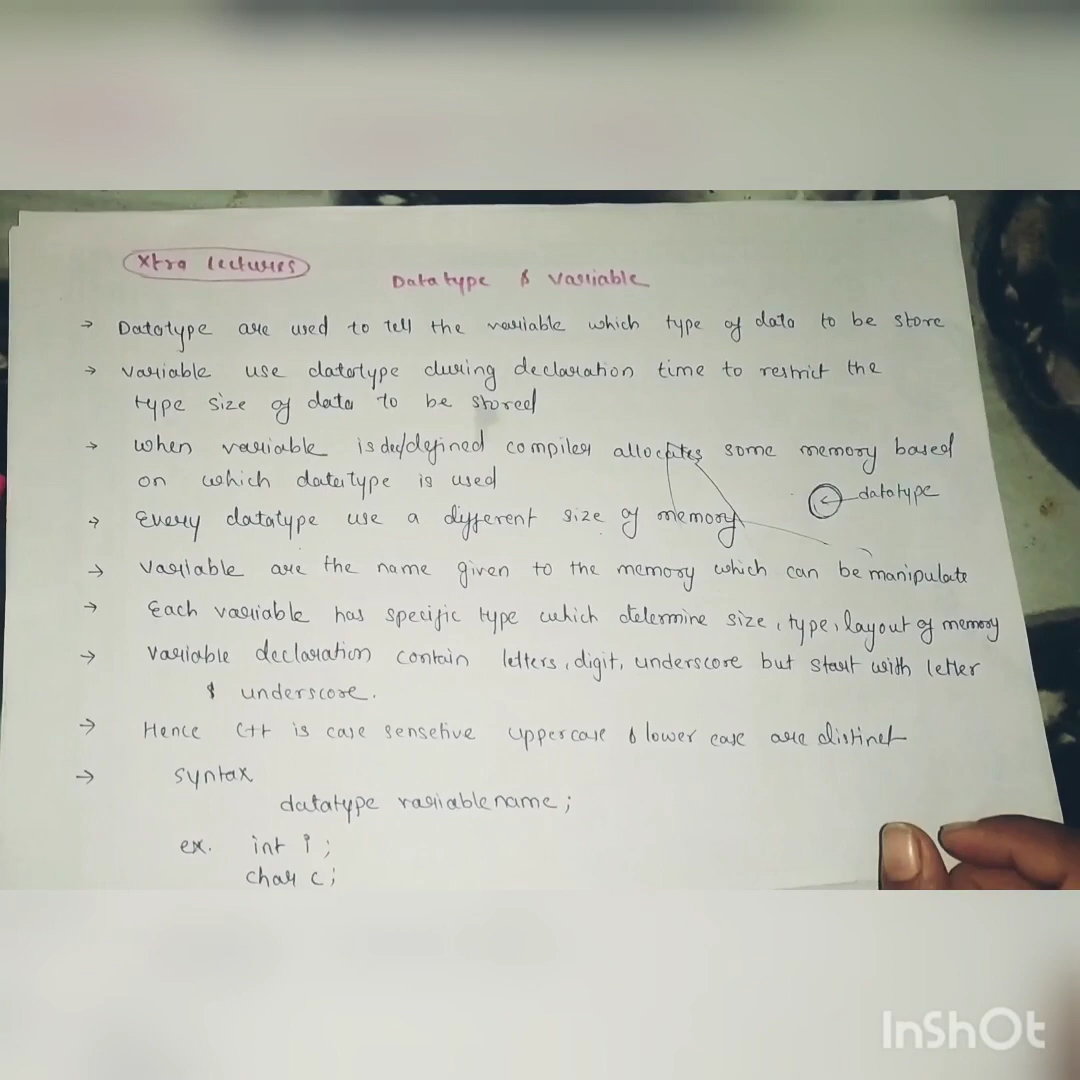 Xtra lectures
Datatype & variable
→ Datatype are used to tell the variable which type of data to be store
→ variable use datatype during declaration time to restrict the
type size of data to be stored
→ when variable is dec/defined compiler allocates some memory based
on which datatype is used
datatype
→ Every datatype use a different size of memory
→ variable are the name given to the memory which can be manipulate
→ Each variable has specific type which determine size, type, layout of memory
→ variable declaration contain letters, digit, underscore but start with letter
& underscore.
→ Hence C++ is case sensetive uppercase & lower case are distinct
→ syntax
datatype variablename;
ex. int i;
char c;
InShOt